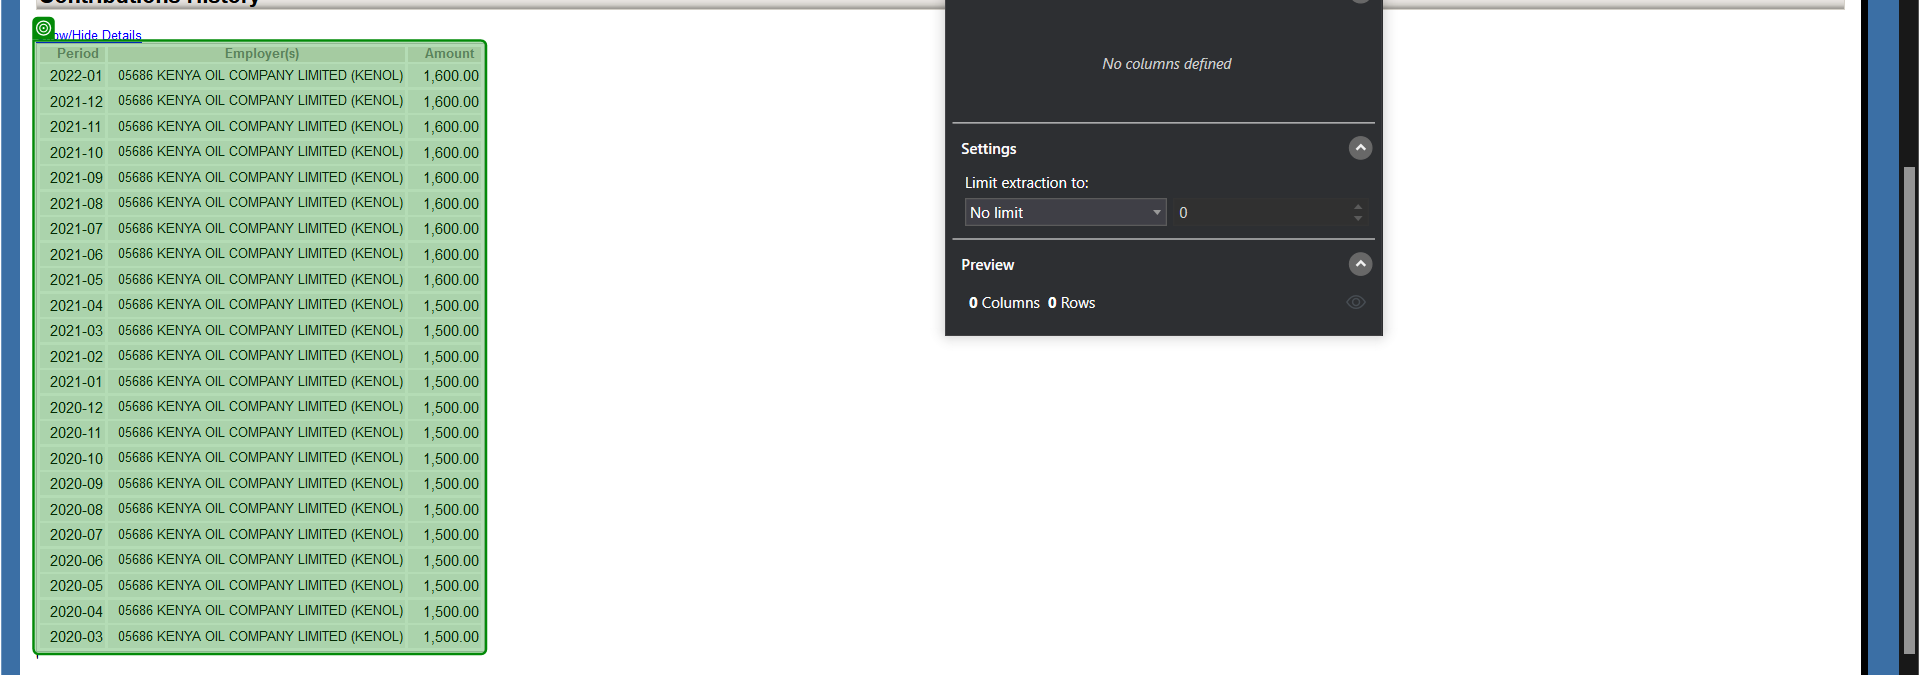 Contributions History
ow/Hide Details
Period Employer(s) Amount
2022-01 05686 KENYA OIL COMPANY LIMITED (KENOL) 1,600.00
2021-12 05686 KENYA OIL COMPANY LIMITED (KENOL) 1,600.00
2021-11 05686 KENYA OIL COMPANY LIMITED (KENOL) 1,600.00
2021-10 05686 KENYA OIL COMPANY LIMITED (KENOL) 1,600.00
2021-09 05686 KENYA OIL COMPANY LIMITED (KENOL) 1,600.00
2021-08 05686 KENYA OIL COMPANY LIMITED (KENOL) 1,600.00
2021-07 05686 KENYA OIL COMPANY LIMITED (KENOL) 1,600.00
2021-06 05686 KENYA OIL COMPANY LIMITED (KENOL) 1,600.00
2021-05 05686 KENYA OIL COMPANY LIMITED (KENOL) 1,600.00
2021-04 05686 KENYA OIL COMPANY LIMITED (KENOL) 1,500.00
2021-03 05686 KENYA OIL COMPANY LIMITED (KENOL) 1,500.00
2021-02 05686 KENYA OIL COMPANY LIMITED (KENOL) 1,500.00
2021-01 05686 KENYA OIL COMPANY LIMITED (KENOL) 1,500.00
2020-12 05686 KENYA OIL COMPANY LIMITED (KENOL) 1,500.00
2020-11 05686 KENYA OIL COMPANY LIMITED (KENOL) 1,500.00
2020-10 05686 KENYA OIL COMPANY LIMITED (KENOL) 1,500.00
2020-09 05686 KENYA OIL COMPANY LIMITED (KENOL) 1,500.00
2020-08 05686 KENYA OIL COMPANY LIMITED (KENOL) 1,500.00
2020-07 05686 KENYA OIL COMPANY LIMITED (KENOL) 1,500.00
2020-06 05686 KENYA OIL COMPANY LIMITED (KENOL) 1,500.00
2020-05 05686 KENYA OIL COMPANY LIMITED (KENOL) 1,500.00
2020-04 05686 KENYA OIL COMPANY LIMITED (KENOL) 1,500.00
2020-03 05686 KENYA OIL COMPANY LIMITED (KENOL) 1,500.00
No columns defined
Settings
Limit extraction to:
No limit 0
Preview
0 Columns 0 Rows